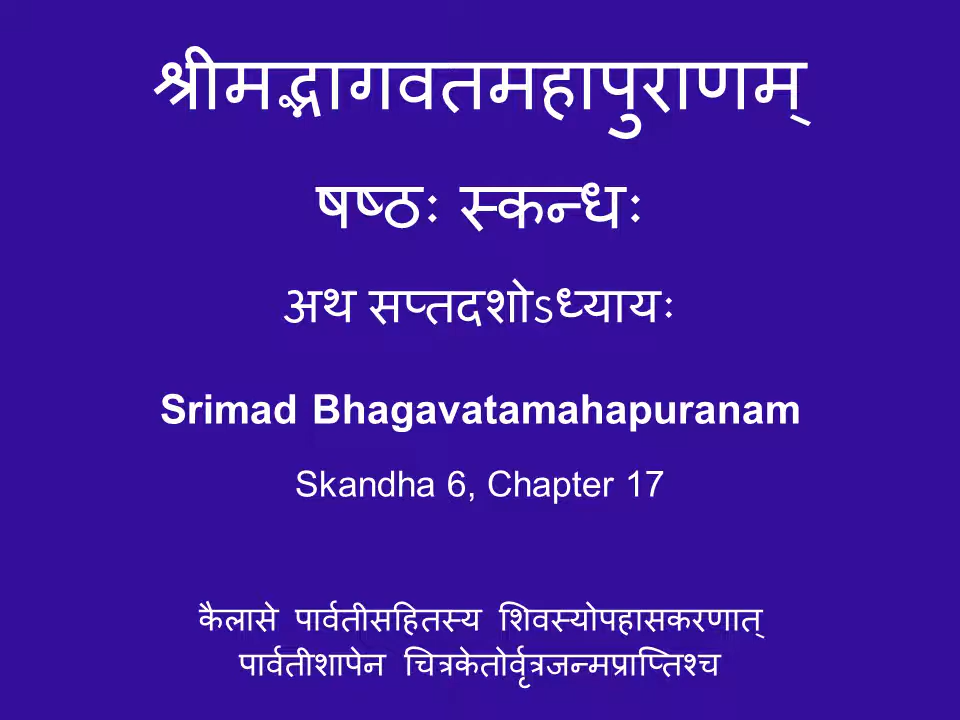 श्रीमद्भागवतमहापुराणम्
षष्ठः स्कन्धः
अथ सप्तदशोऽध्यायः
Srimad Bhagavatamahapuranam
Skandha 6, Chapter 17
कैलासे पार्वतीसहितस्य शिवस्योपहासकरणात्
पार्वतीशापेन चित्रकेतोर्वृत्रजन्मप्राप्तिश्च